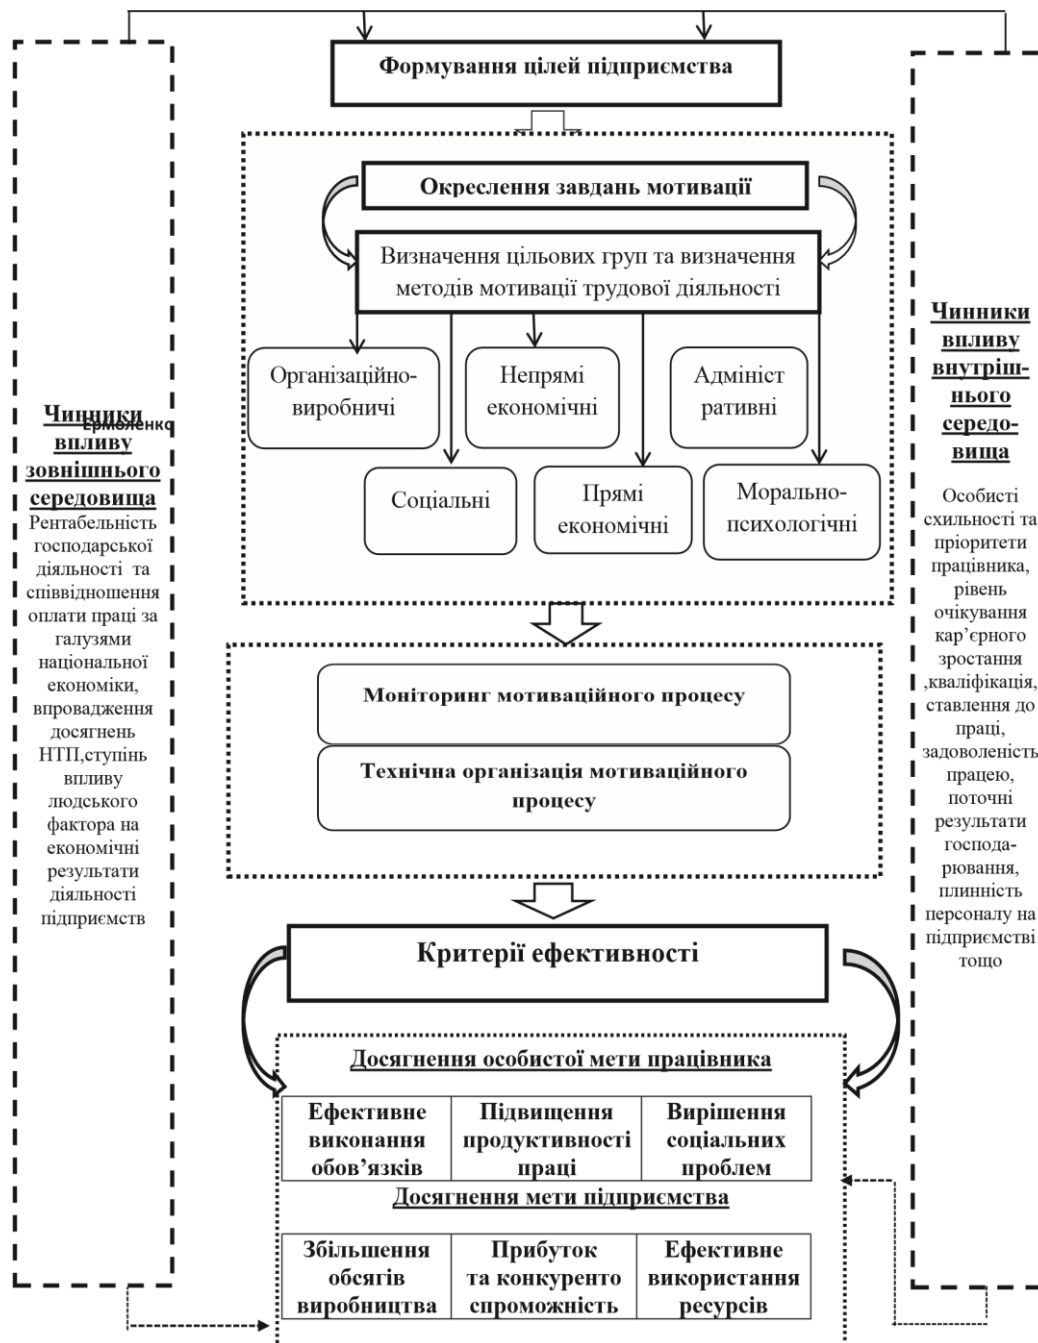 Формування цілей підприємства
Окреслення завдань мотивації
Визначення цільових груп та визначення
методів мотивації трудової діяльності
Організаційно-
виробничі
Непрямі
економічні
Адмініст
ративні
Соціальні
Прямі
економічні
Морально-
психологічні
Моніторинг мотиваційного процесу
Технічна організація мотиваційного
процесу
Критерії ефективності
Досягнення особистої мети працівника
Ефективне
виконання
обов’язків
Підвищення
продуктивності
праці
Вирішення
соціальних
проблем
Досягнення мети підприємства
Збільшення
обсягів
виробництва
Прибуток
та конкуренто
спроможність
Ефективне
використання
ресурсів
Чинники
Ермоленко
впливу
зовнішнього
середовища
Рентабельність
господарської
діяльності та
співвідношення
оплати праці за
галузями
національної
економіки,
впровадження
досягнень
НТП,ступінь
впливу
людського
фактора на
економічні
результати
діяльності
підприємств
Чинники
впливу
внутріш-
нього
середо-
вища
Особисті
схильності та
пріоритети
працівника,
рівень
очікування
кар’єрного
зростання
,кваліфікація,
ставлення до
праці,
задоволеність
працею,
поточні
результати
господа-
рювання,
плинність
персоналу на
підприємстві
тощо